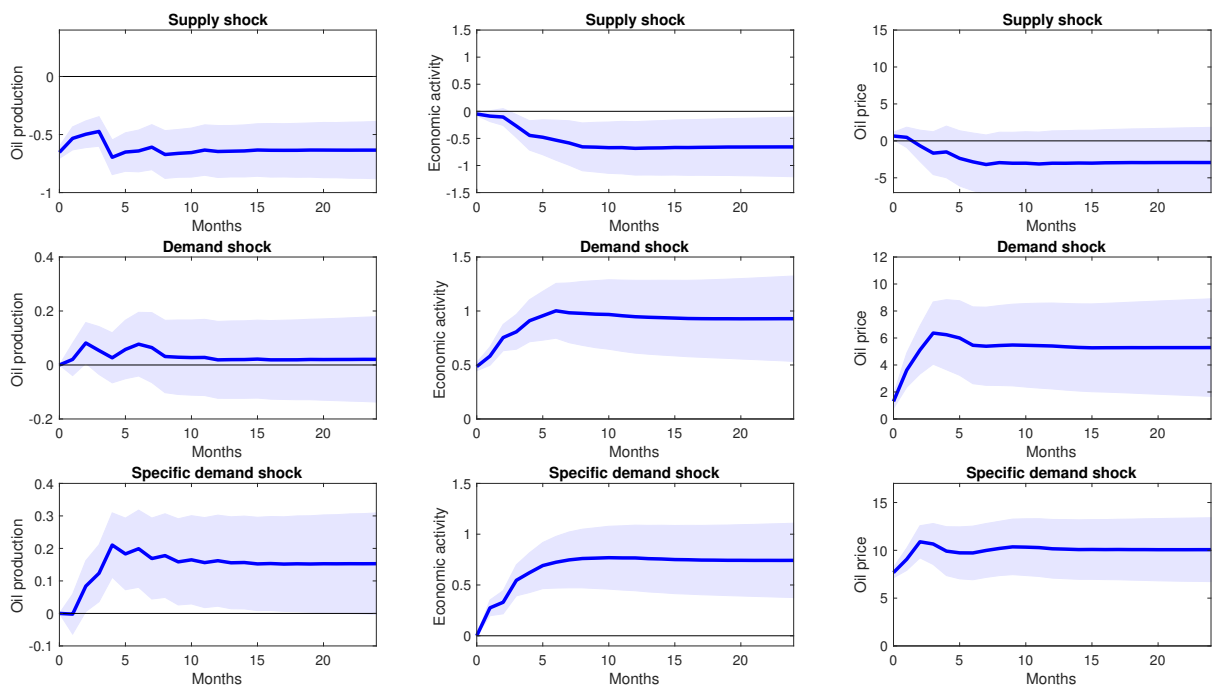 Supply shock
Oil production
0
-0.5
-1
0 5 10 15 20
Months
Supply shock
Economic activity
1.5
1
0.5
0
-0.5
-1
-1.5
0 5 10 15 20
Months
Supply shock
Oil price
15
10
5
0
-5
0 5 10 15 20
Months
Demand shock
Oil production
0.4
0.2
0
-0.2
0 5 10 15 20
Months
Demand shock
Economic activity
1.5
1
0.5
0
0 5 10 15 20
Months
Demand shock
Oil price
12
10
8
6
4
2
0
0 5 10 15 20
Months
Specific demand shock
Oil production
0.4
0.3
0.2
0.1
0
-0.1
0 5 10 15 20
Months
Specific demand shock
Economic activity
1.5
1
0.5
0
0 5 10 15 20
Months
Specific demand shock
Oil price
15
10
5
0
0 5 10 15 20
Months